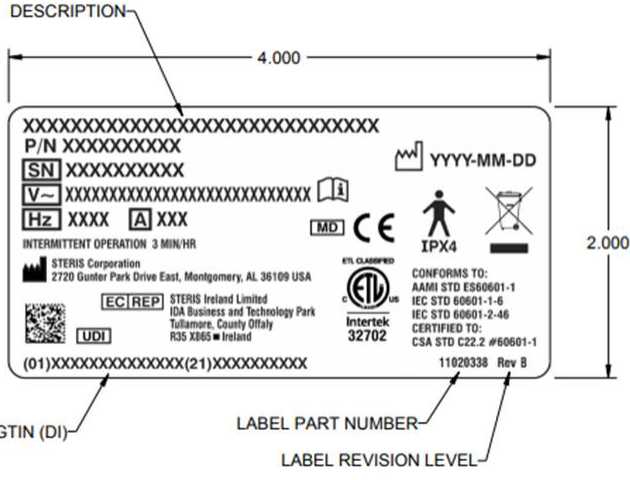 DESCRIPTION
4.000
XXXXXXXXXXXXXXXXXXXXXXXXXXXXXX
P/N XXXXXXXXXX
YYYY-MM-DD
SN XXXXXXXXXX
V~ XXXXXXXXXXXXXXXXXXXXXXXXXXX i
Hz XXXX A XXX
MD CE
IPX4
2.000
INTERMITTENT OPERATION 3 MIN/HR
STERIS Corporation
2720 Gunter Park Drive East, Montgomery, AL 36109 USA
EC REP STERIS Ireland Limited
IDA Business and Technology Park
Tullamore, County Offaly
R35 X865 ■ Ireland
UDI
ETL CLASSIFIED
C ETL US
Intertek
32702
CONFORMS TO:
AAMI STD ES60601-1
IEC STD 60601-1-6
IEC STD 60601-2-46
CERTIFIED TO:
CSA STD C22.2 #60601-1
(01)XXXXXXXXXXXXXX(21)XXXXXXXXXX
11020338 Rev B
GTIN (DI)
LABEL PART NUMBER
LABEL REVISION LEVEL